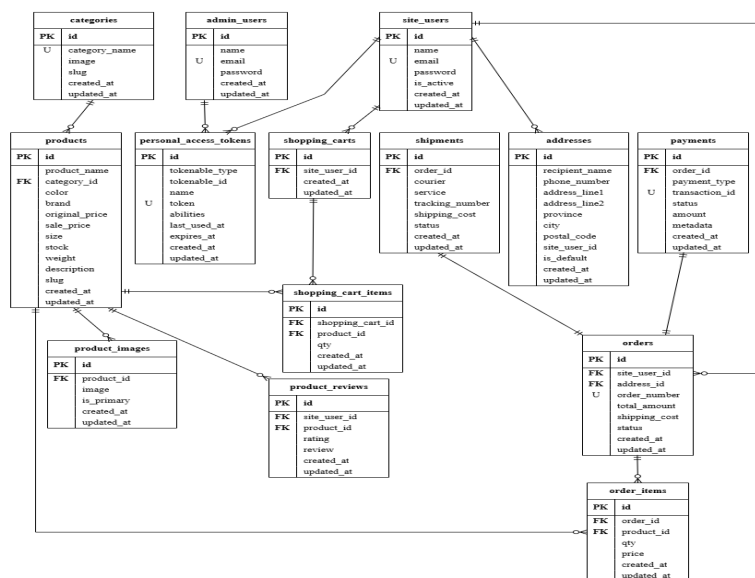 categories
PK id
U category_name
image
slug
created_at
updated_at
admin_users
PK id
name
U email
password
created_at
updated_at
site_users
PK id
name
U email
password
is_active
created_at
updated_at
products
PK id
product_name
FK category_id
color
brand
original_price
sale_price
size
stock
weight
description
slug
created_at
updated_at
personal_access_tokens
PK id
tokenable_type
tokenable_id
name
U token
abilities
last_used_at
expires_at
created_at
updated_at
shopping_carts
PK id
FK site_user_id
created_at
updated_at
shipments
PK id
FK order_id
courier
service
tracking_number
shipping_cost
status
created_at
updated_at
addresses
PK id
recipient_name
phone_number
address_line1
address_line2
province
city
postal_code
site_user_id
is_default
created_at
updated_at
payments
PK id
FK order_id
payment_type
U transaction_id
status
amount
metadata
created_at
updated_at
shopping_cart_items
PK id
FK shopping_cart_id
FK product_id
qty
created_at
updated_at
product_images
PK id
FK product_id
image
is_primary
created_at
updated_at
product_reviews
PK id
FK site_user_id
FK product_id
rating
review
created_at
updated_at
orders
PK id
FK site_user_id
FK address_id
U order_number
total_amount
shipping_cost
status
created_at
updated_at
order_items
PK id
FK order_id
FK product_id
qty
price
created_at
updated_at